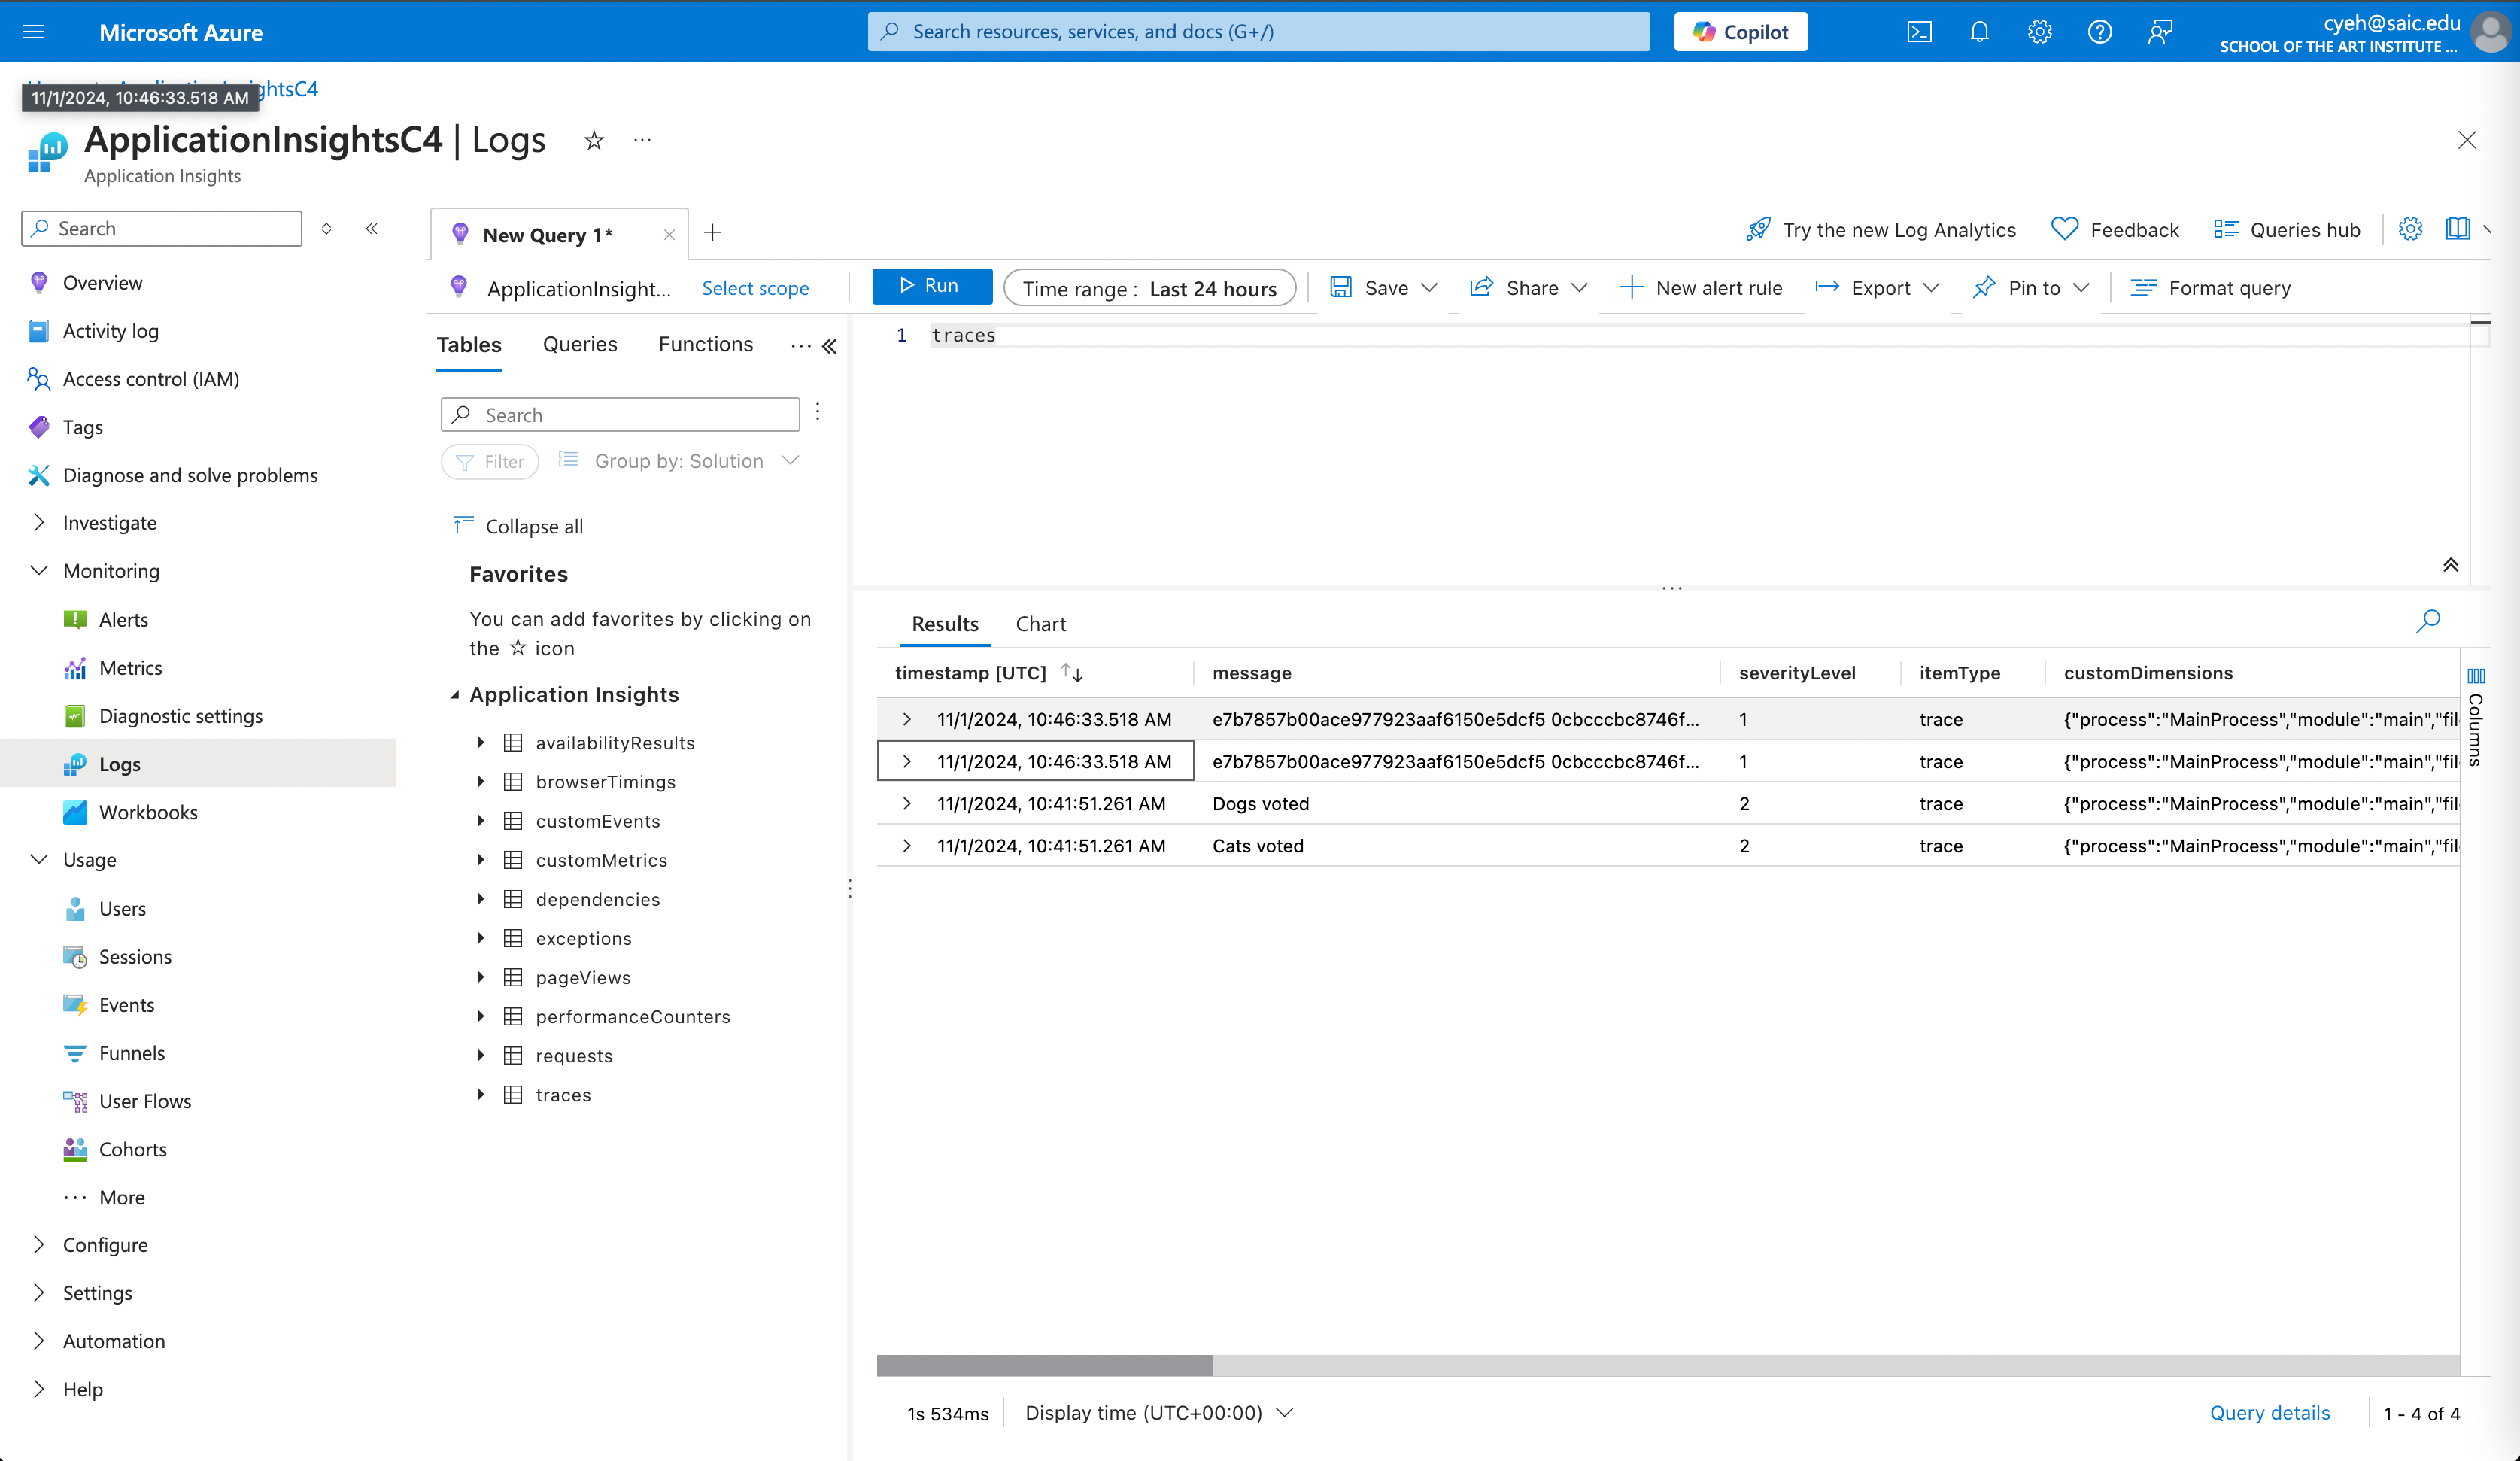 Microsoft Azure
Search resources, services, and docs (G+/)
Copilot
cyeh@saic.edu
SCHOOL OF THE ART INSTITUTE ...
ghtsC4
11/1/2024, 10:46:33.518 AM
ApplicationInsightsC4 | Logs
Application Insights
Search
Overview
Activity log
Access control (IAM)
Tags
Diagnose and solve problems
Investigate
Monitoring
Alerts
Metrics
Diagnostic settings
Logs
Workbooks
Usage
Users
Sessions
Events
Funnels
User Flows
Cohorts
More
Configure
Settings
Automation
Help
New Query 1*
Try the new Log Analytics
Feedback
Queries hub
ApplicationInsight...
Select scope
Run
Time range : Last 24 hours
Save
Share
New alert rule
Export
Pin to
Format query
Tables
Queries
Functions
Search
Filter
Group by: Solution
Collapse all
Favorites
You can add favorites by clicking on
the ☆ icon
Application Insights
availabilityResults
browserTimings
customEvents
customMetrics
dependencies
exceptions
pageViews
performanceCounters
requests
traces
1 traces
Results
Chart
timestamp [UTC] message severityLevel itemType customDimensions
11/1/2024, 10:46:33.518 AM e7b7857b00ace977923aaf6150e5dcf5 0cbcccbc8746f... 1 trace {"process":"MainProcess","module":"main","fil
11/1/2024, 10:46:33.518 AM e7b7857b00ace977923aaf6150e5dcf5 0cbcccbc8746f... 1 trace {"process":"MainProcess","module":"main","fil
11/1/2024, 10:41:51.261 AM Dogs voted 2 trace {"process":"MainProcess","module":"main","fil
11/1/2024, 10:41:51.261 AM Cats voted 2 trace {"process":"MainProcess","module":"main","fil
Columns
1s 534ms
Display time (UTC+00:00)
Query details
1 - 4 of 4